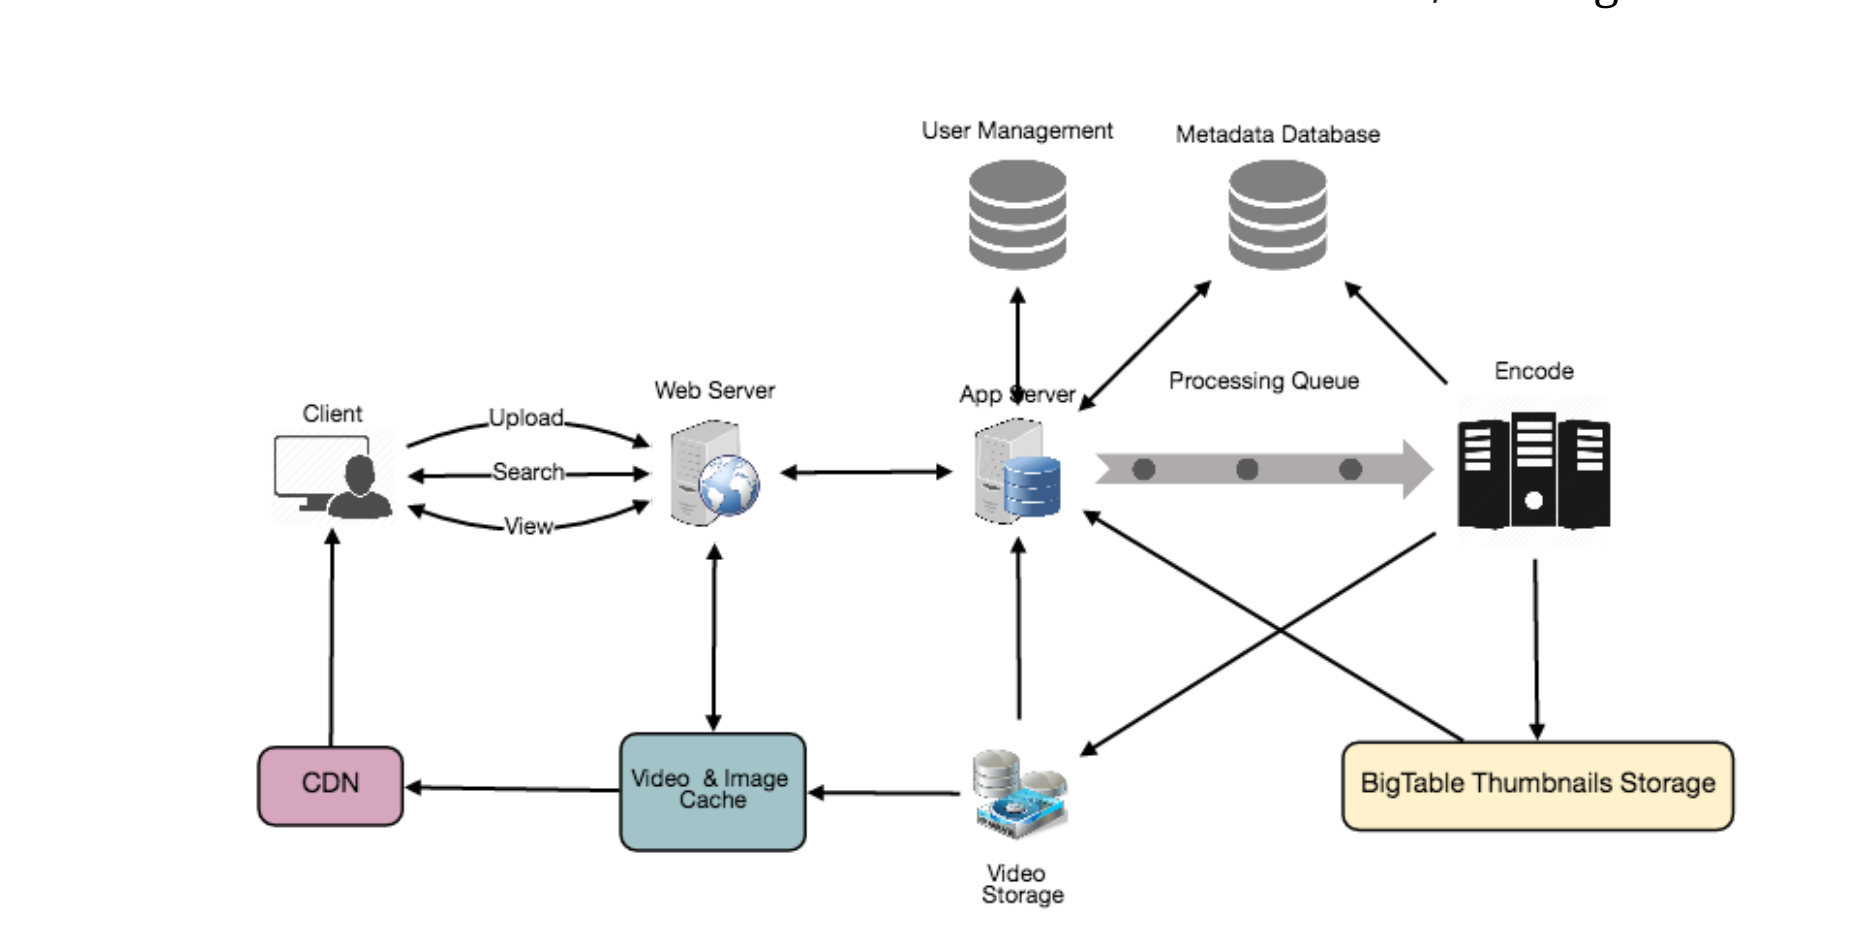 User Management
Metadata Database
Processing Queue
Encode
Web Server
App Server
Client
Upload
Search
View
CDN
Video & Image
Cache
BigTable Thumbnails Storage
Video
Storage